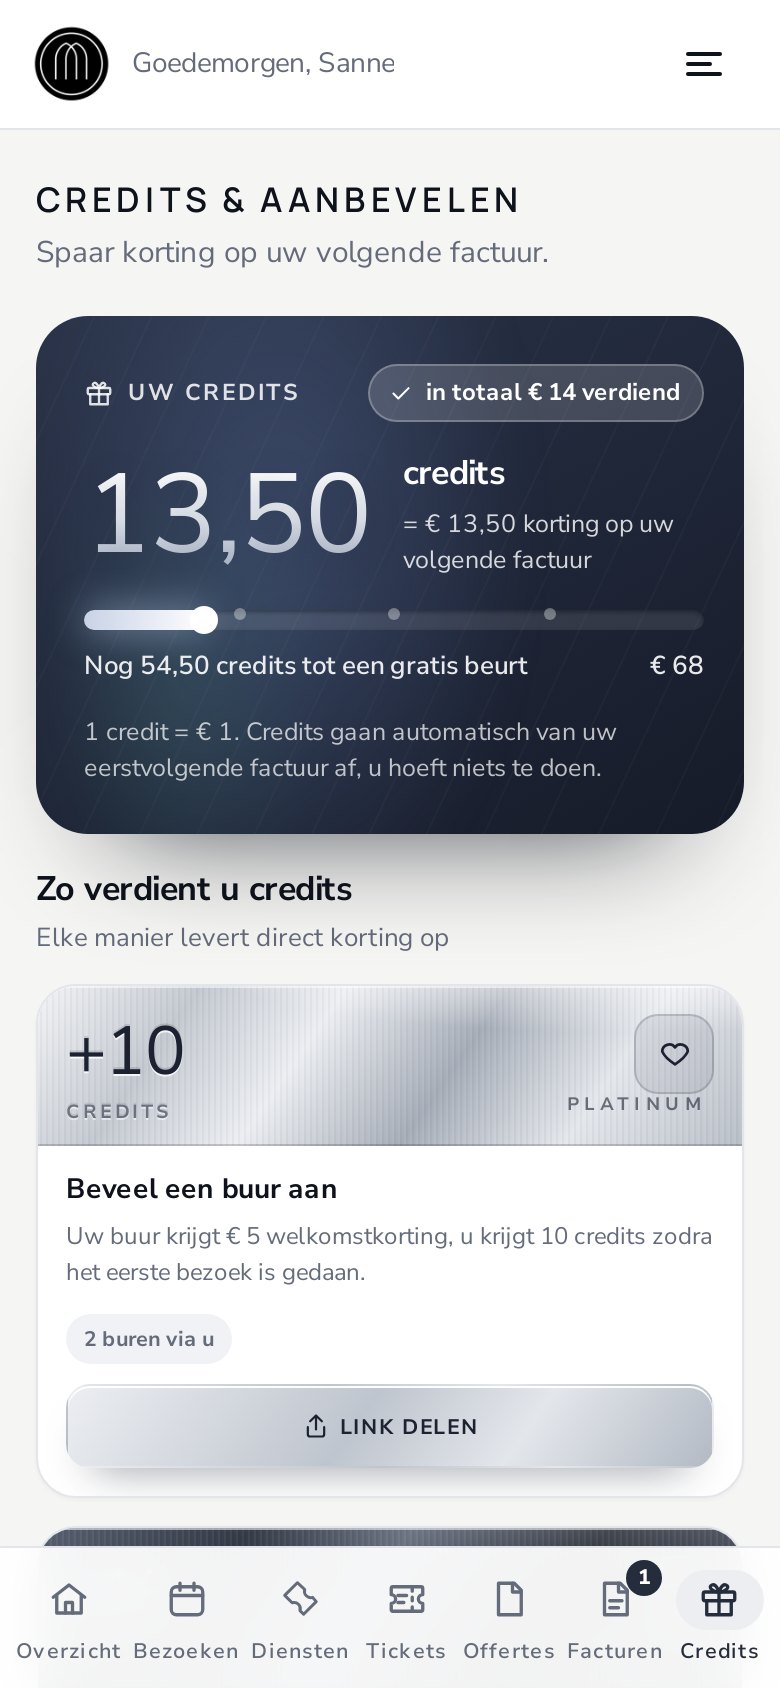 Goedemorgen, Sanne
CREDITS & AANBEVELEN
Spaar korting op uw volgende factuur.
UW CREDITS
in totaal € 14 verdiend
13,50
credits
= € 13,50 korting op uw
volgende factuur
Nog 54,50 credits tot een gratis beurt
€ 68
1 credit = € 1. Credits gaan automatisch van uw
eerstvolgende factuur af, u hoeft niets te doen.
Zo verdient u credits
Elke manier levert direct korting op
+10
CREDITS
PLATINUM
Beveel een buur aan
Uw buur krijgt € 5 welkomstkorting, u krijgt 10 credits zodra
het eerste bezoek is gedaan.
2 buren via u
LINK DELEN
1
Overzicht
Bezoeken
Diensten
Tickets
Offertes
Facturen
Credits